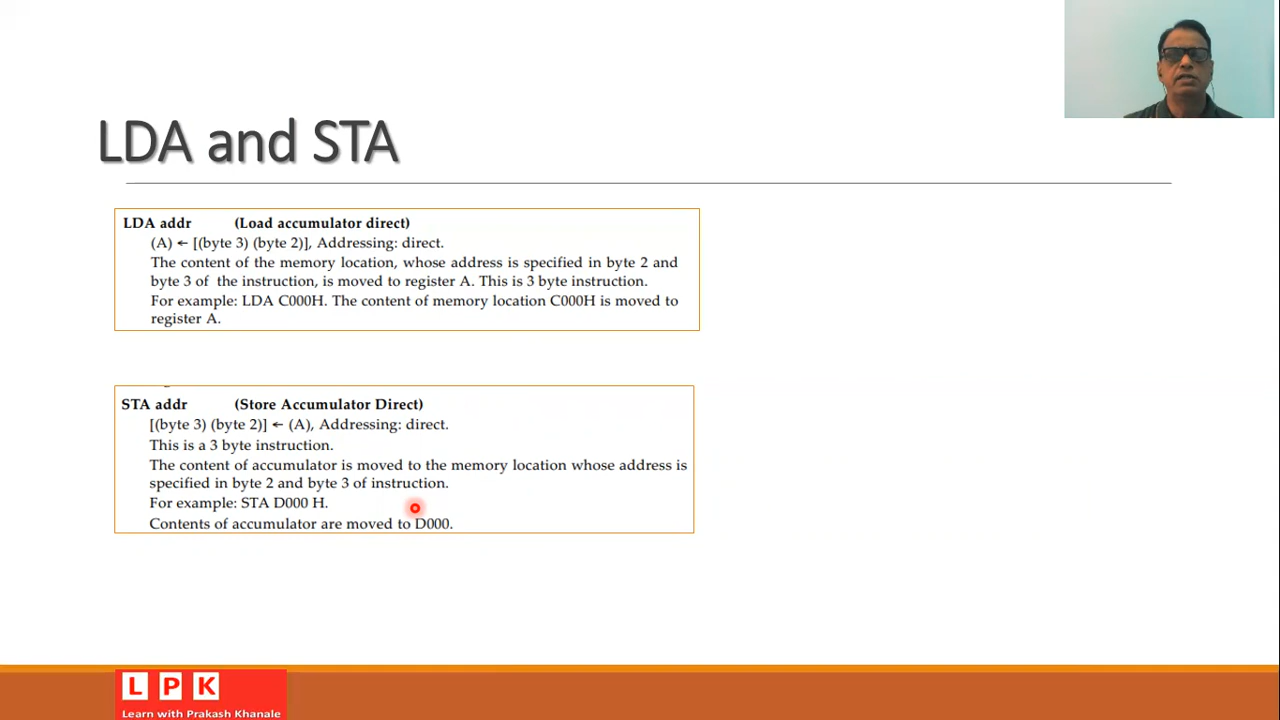 LDA and STA
LDA addr (Load accumulator direct)
(A) ← [(byte 3) (byte 2)], Addressing: direct.
The content of the memory location, whose address is specified in byte 2 and
byte 3 of the instruction, is moved to register A. This is 3 byte instruction.
For example: LDA C000H. The content of memory location C000H is moved to
register A.
STA addr (Store Accumulator Direct)
[(byte 3) (byte 2)] ← (A), Addressing: direct.
This is a 3 byte instruction.
The content of accumulator is moved to the memory location whose address is
specified in byte 2 and byte 3 of instruction.
For example: STA D000 H.
Contents of accumulator are moved to D000.
L P K
Learn with Prakash Khanale